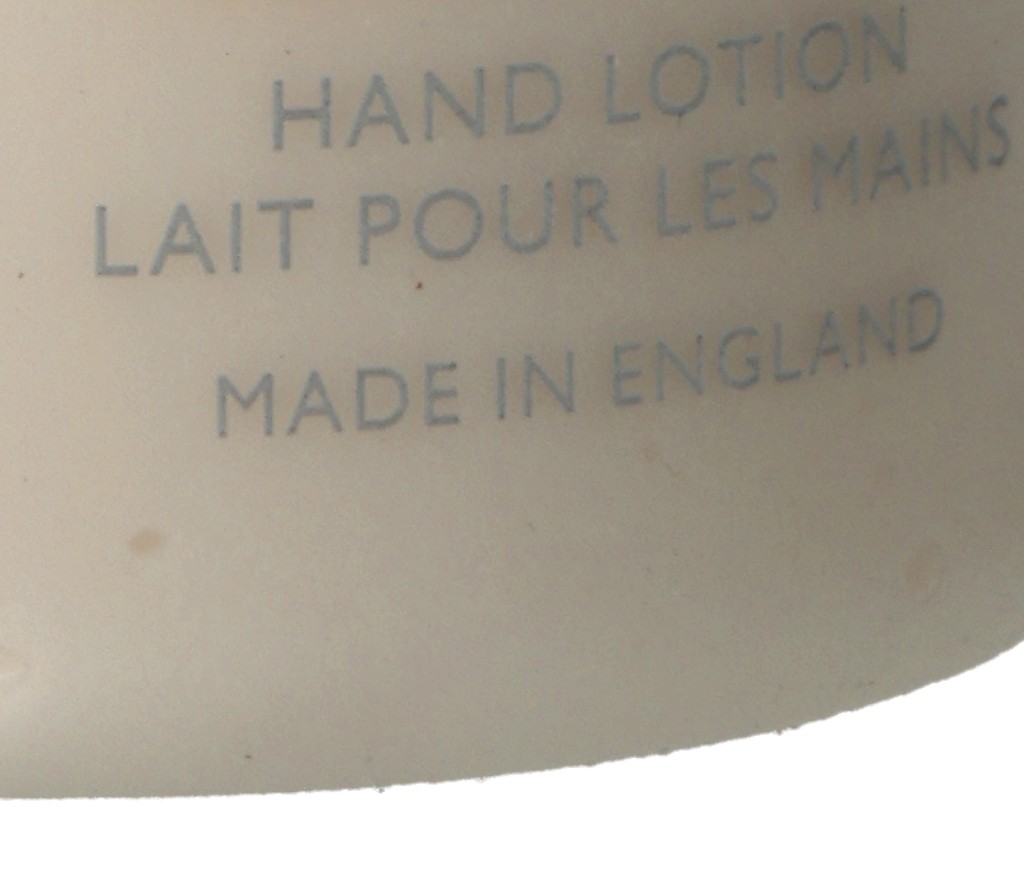 HAND LOTION
LAIT POUR LES MAINS
MADE IN ENGLAND